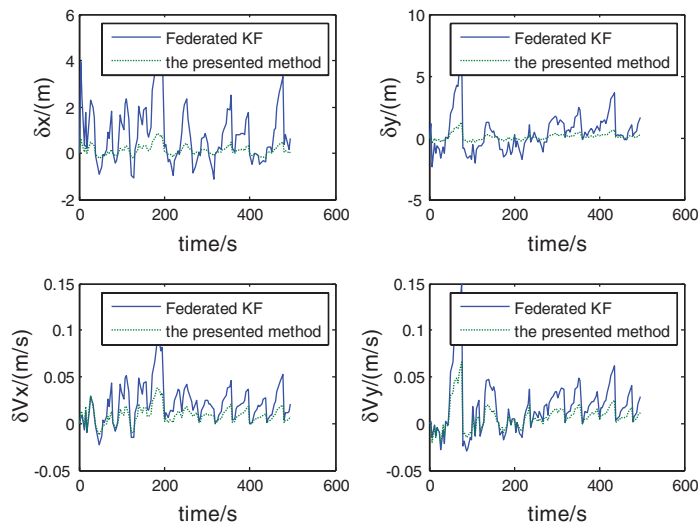 6
4
2
0
-2
0
200
400
600
δx/(m)
time/s
Federated KF
the presented method
10
5
0
-5
0
200
400
600
δy/(m)
time/s
Federated KF
the presented method
0.15
0.1
0.05
0
-0.05
0
200
400
600
δVx/(m/s)
time/s
Federated KF
the presented method
0.15
0.1
0.05
0
-0.05
0
200
400
600
δVy/(m/s)
time/s
Federated KF
the presented method